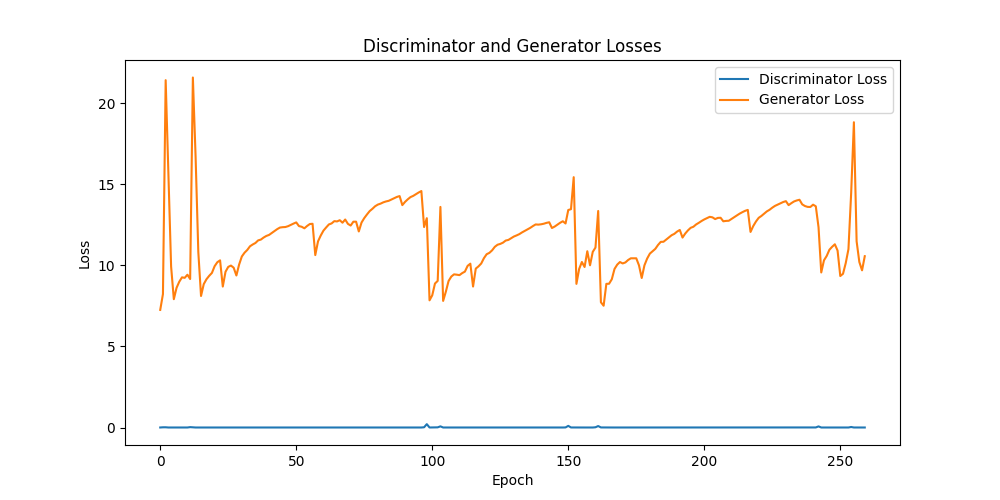 Discriminator and Generator Losses
Discriminator Loss
Generator Loss
20
15
10
5
0
Loss
0
50
100
150
200
250
Epoch